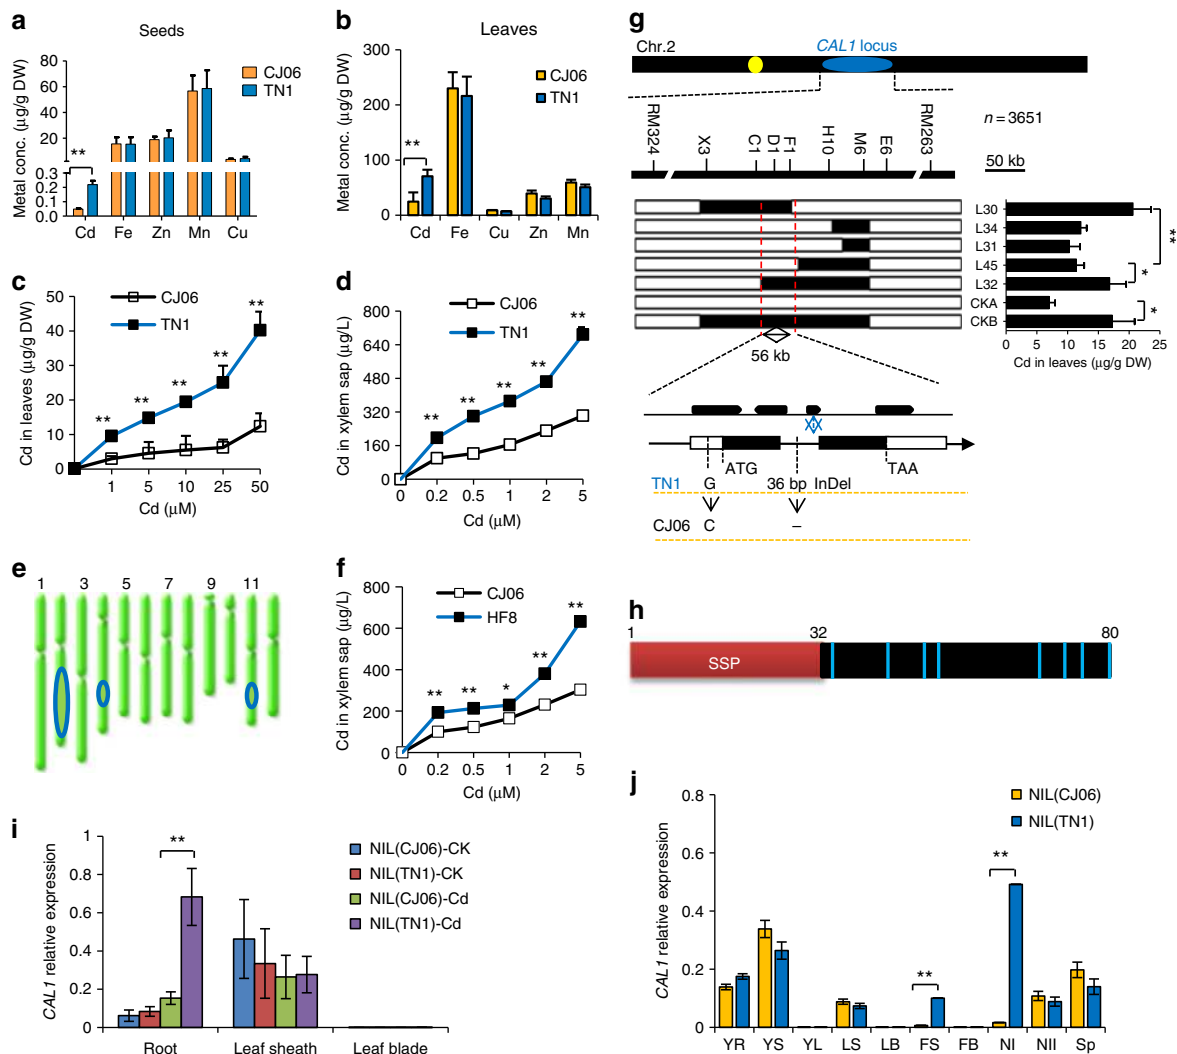 a
Seeds
Metal conc. (μg/g DW)
80
60
40
20
0.3
0.2
0.1
0.0
**
CJ06
TN1
Cd Fe Zn Mn Cu
b
Leaves
Metal conc. (μg/g DW)
300
200
100
0
**
CJ06
TN1
Cd Fe Cu Zn Mn
c
Cd in leaves (μg/g DW)
50
40
30
20
10
0
CJ06
TN1
** ** ** ** **
1 5 10 25 50
Cd (μM)
d
Cd in xylem sap (μg/L)
800
640
480
320
160
0
CJ06
TN1
** ** ** ** **
0 0.2 0.5 1 2 5
Cd (μM)
e
1 3 5 7 9 11
f
Cd in xylem sap (μg/L)
800
600
400
200
0
CJ06
HF8
** ** * ** **
0 0.2 0.5 1 2 5
Cd (μM)
g
Chr.2
CAL1 locus
RM324 X3 C1 D1 F1 H10 M6 E6 RM263
n = 3651
50 kb
L30
L34
L31
L45
L32
CKA
CKB
**
*
*
0 5 10 15 20 25
Cd in leaves (μg/g DW)
56 kb
ATG TAA
TN1 G 36 bp InDel
CJ06 C –
h
1 32 80
SSP
i
CAL1 relative expression
1
0.8
0.6
0.4
0.2
0
**
NIL(CJ06)-CK
NIL(TN1)-CK
NIL(CJ06)-Cd
NIL(TN1)-Cd
Root Leaf sheath Leaf blade
j
CAL1 relative expression
0.8
0.6
0.4
0.2
0
NIL(CJ06)
NIL(TN1)
**
**
YR YS YL LS LB FS FB NI NII Sp